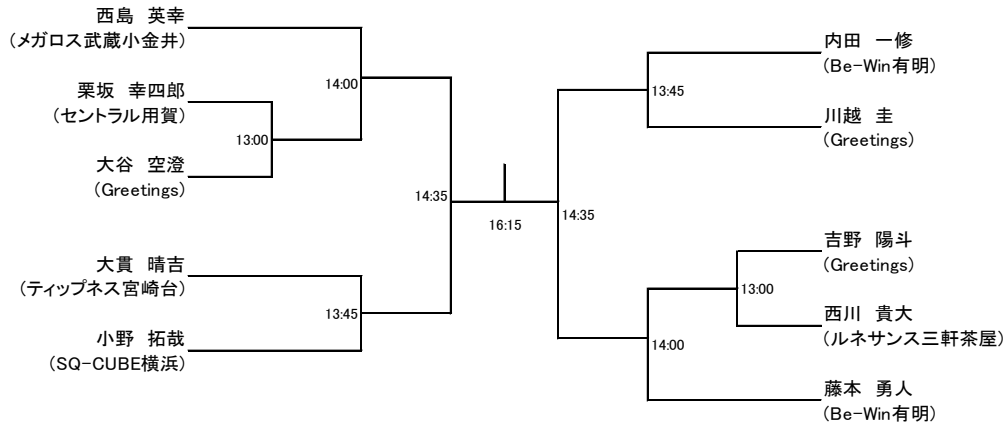 西島　英幸
(メガロス武蔵小金井)
14:00
栗坂　幸四郎
(セントラル用賀)
13:00
大谷　空澄
(Greetings)
14:35
大貫　晴吉
(ティップネス宮崎台)
13:45
小野　拓哉
(SQ-CUBE横浜)
16:15
内田　一修
(Be-Win有明)
13:45
川越　圭
(Greetings)
14:35
吉野　陽斗
(Greetings)
13:00
西川　貴大
(ルネサンス三軒茶屋)
14:00
藤本　勇人
(Be-Win有明)